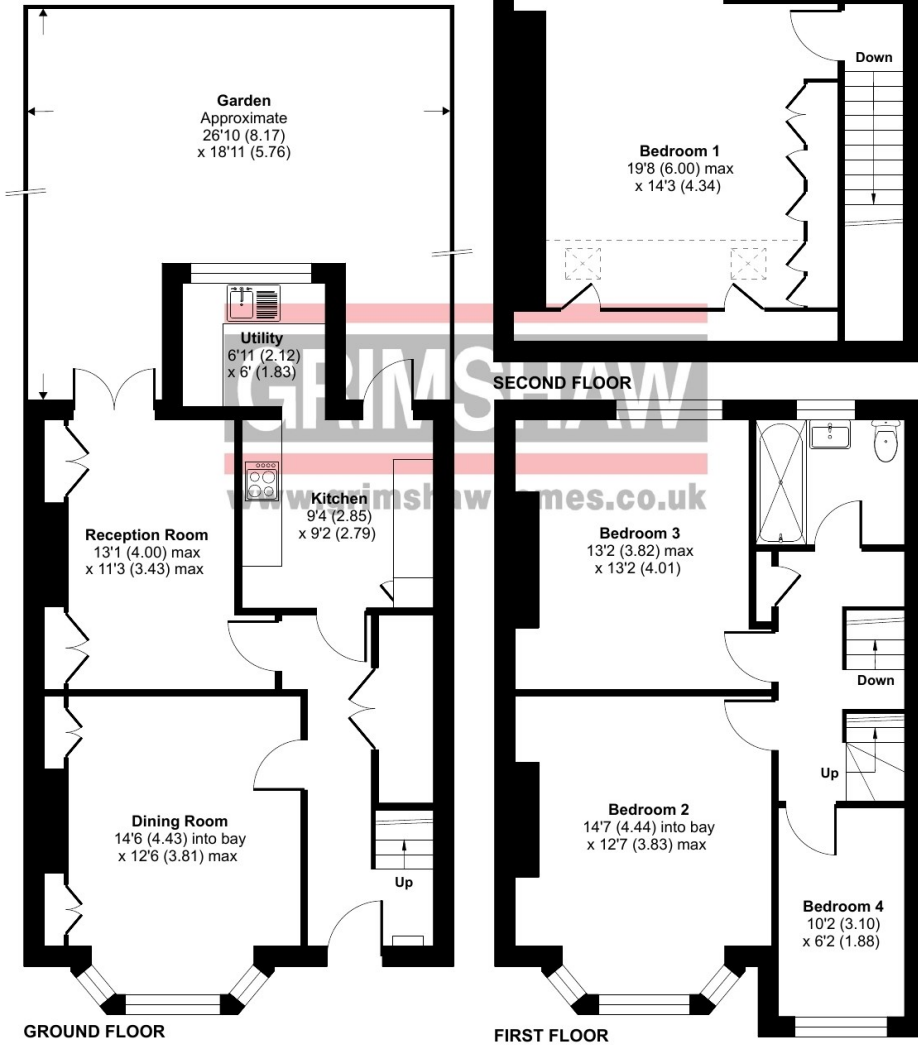 Garden
Approximate
26'10 (8.17)
x 18'11 (5.76)
Utility
6'11 (2.12)
x 6' (1.83)
GRIMSHAW
www.grimshawhomes.co.uk
Kitchen
9'4 (2.85)
x 9'2 (2.79)
Reception Room
13'1 (4.00) max
x 11'3 (3.43) max
Dining Room
14'6 (4.43) into bay
x 12'6 (3.81) max
Up
GROUND FLOOR
Down
Bedroom 1
19'8 (6.00) max
x 14'3 (4.34)
SECOND FLOOR
Bedroom 3
13'2 (3.82) max
x 13'2 (4.01)
Down
Up
Bedroom 2
14'7 (4.44) into bay
x 12'7 (3.83) max
Bedroom 4
10'2 (3.10)
x 6'2 (1.88)
FIRST FLOOR